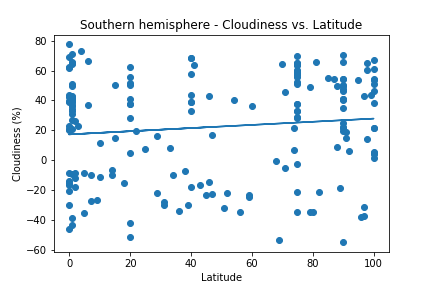 Southern hemisphere - Cloudiness vs. Latitude
80
60
40
20
0
−20
−40
−60
Cloudiness (%)
0 20 40 60 80 100
Latitude